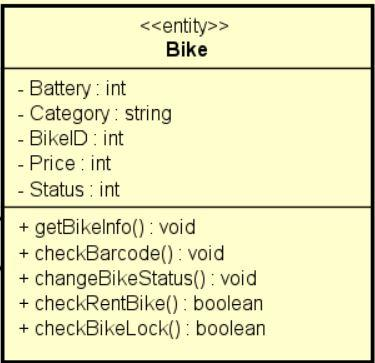 <<entity>>
Bike
- Battery : int
- Category : string
- BikeID : int
- Price : int
- Status : int
+ getBikeInfo() : void
+ checkBarcode() : void
+ changeBikeStatus() : void
+ checkRentBike() : boolean
+ checkBikeLock() : boolean